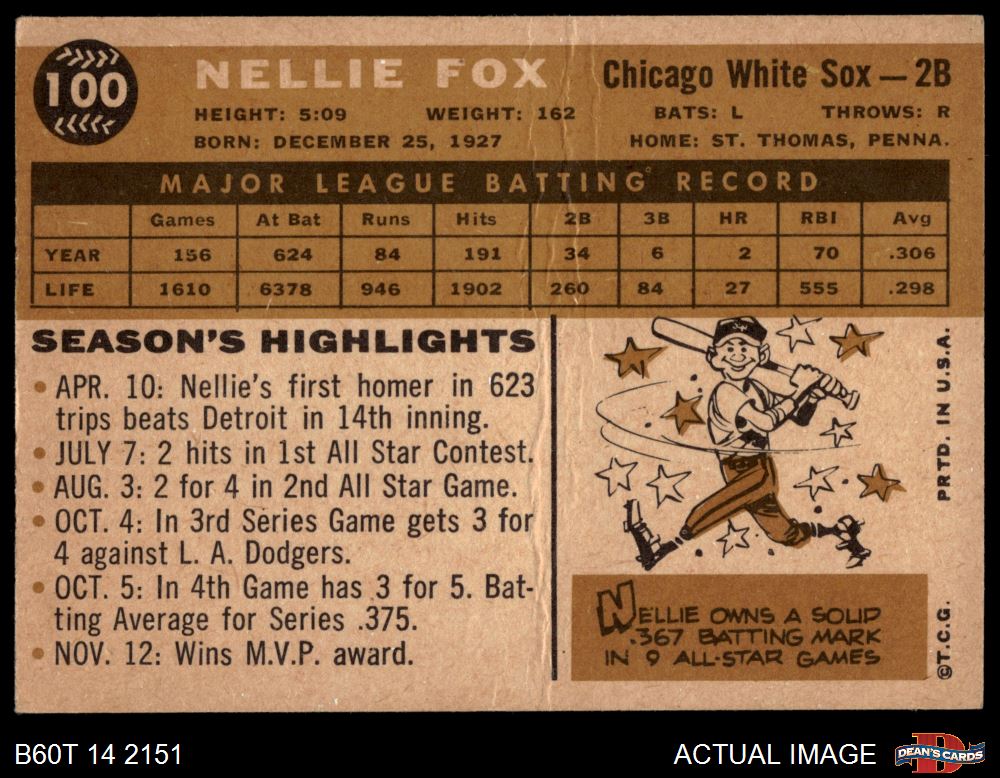 100
NELLIE FOX
Chicago White Sox — 2B
HEIGHT: 5:09 WEIGHT: 162 BATS: L THROWS: R
BORN: DECEMBER 25, 1927 HOME: ST. THOMAS, PENNA.
MAJOR LEAGUE BATTING RECORD
Games At Bat Runs Hits 2B 3B HR RBI Avg
YEAR 156 624 84 191 34 6 2 70 .306
LIFE 1610 6378 946 1902 260 84 27 555 .298
SEASON'S HIGHLIGHTS
• APR. 10: Nellie's first homer in 623
trips beats Detroit in 14th inning.
• JULY 7: 2 hits in 1st All Star Contest.
• AUG. 3: 2 for 4 in 2nd All Star Game.
• OCT. 4: In 3rd Series Game gets 3 for
4 against L. A. Dodgers.
• OCT. 5: In 4th Game has 3 for 5. Bat-
ting Average for Series .375.
• NOV. 12: Wins M.V.P. award.
NELLIE OWNS A SOLID
.367 BATTING MARK
IN 9 ALL-STAR GAMES
©T.C.G. PRTD. IN U.S.A.
B60T 14 2151
ACTUAL IMAGE
DEAN'S CARDS